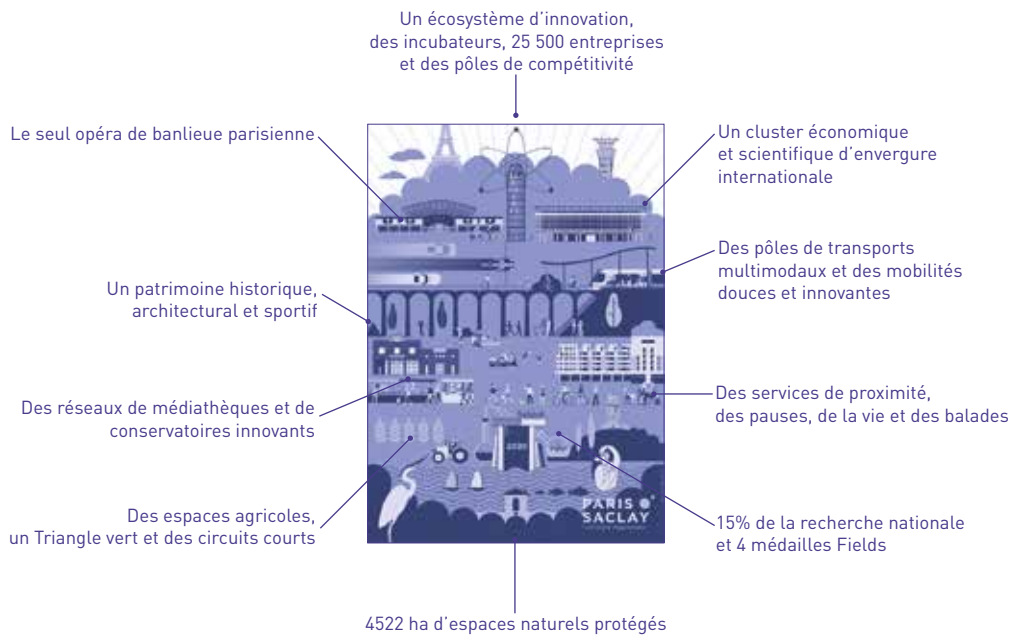 Un écosystème d'innovation,
des incubateurs, 25 500 entreprises
et des pôles de compétitivité
Le seul opéra de banlieue parisienne
Un cluster économique
et scientifique d'envergure
internationale
Des pôles de transports
multimodaux et des mobilités
douces et innovantes
Un patrimoine historique,
architectural et sportif
Des réseaux de médiathèques et de
conservatoires innovants
Des services de proximité,
des pauses, de la vie et des balades
Des espaces agricoles,
un Triangle vert et des circuits courts
PARIS
SACLAY
15% de la recherche nationale
et 4 médailles Fields
4522 ha d'espaces naturels protégés